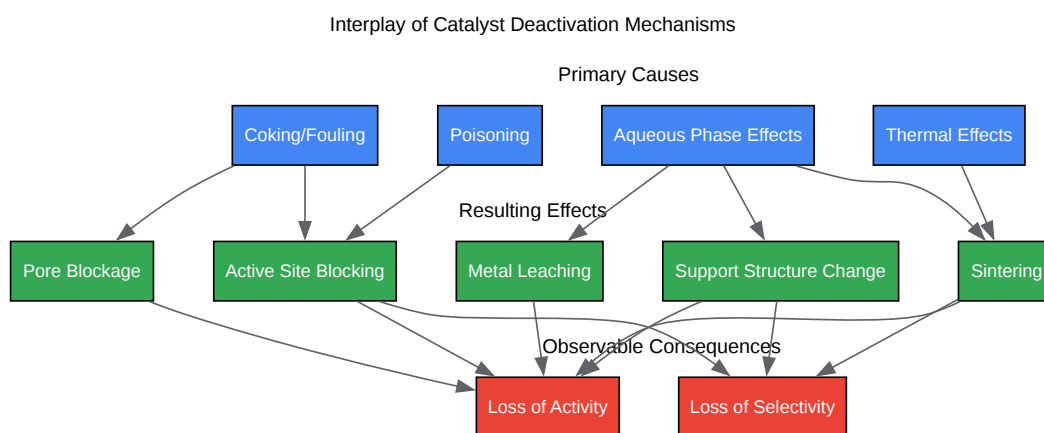 Interplay of Catalyst Deactivation Mechanisms
Primary Causes
Coking/Fouling
Poisoning
Aqueous Phase Effects
Thermal Effects
Resulting Effects
Pore Blockage
Active Site Blocking
Metal Leaching
Support Structure Change
Sintering
Observable Consequences
Loss of Activity
Loss of Selectivity